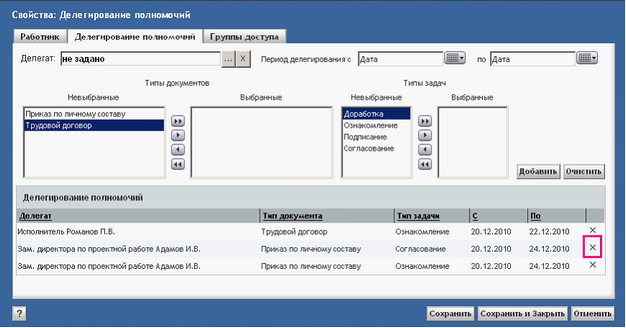 Свойства: Делегирование полномочий
Работник Делегирование полномочий Группы доступа
Делегат: не задано ... X Период делегирования с Дата по Дата
Типы документов Типы задач
Невыбранные Выбранные Невыбранные Выбранные
Приказ по личному составу Доработка
Трудовой договор Ознакомление
Подписание
Согласование
Добавить Очистить
Делегирование полномочий
Делегат Тип документа Тип задачи С По
Исполнитель Романов П.В. Трудовой договор Ознакомление 20.12.2010 22.12.2010
Зам. директора по проектной работе Адамов И.В. Приказ по личному составу Согласование 20.12.2010 24.12.2010
Зам. директора по проектной работе Адамов И.В. Приказ по личному составу Ознакомление 20.12.2010 24.12.2010
? Сохранить Сохранить и Закрыть Отменить